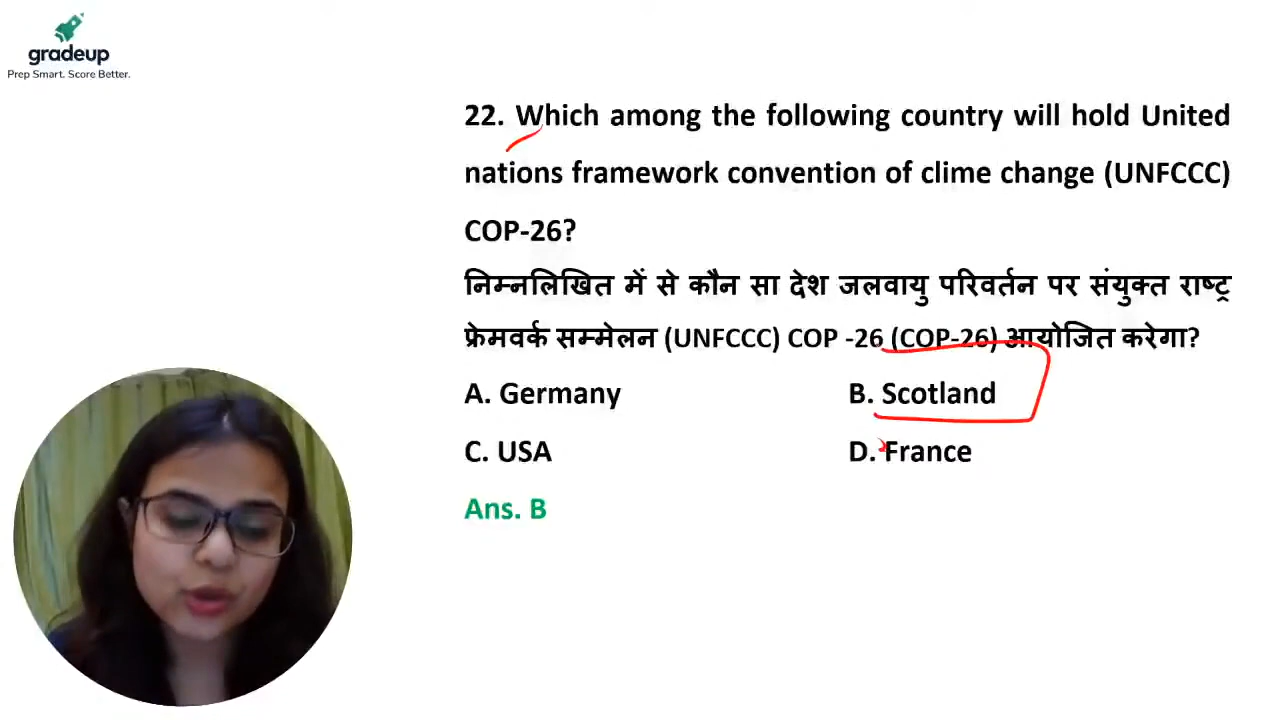 gradeup
Prep Smart. Score Better.
22. Which among the following country will hold United
nations framework convention of clime change (UNFCCC)
COP-26?
निम्नलिखित में से कौन सा देश जलवायु परिवर्तन पर संयुक्त राष्ट्र
फ्रेमवर्क सम्मेलन (UNFCCC) COP -26 (COP-26) आयोजित करेगा?
A. Germany B. Scotland
C. USA D. France
Ans. B